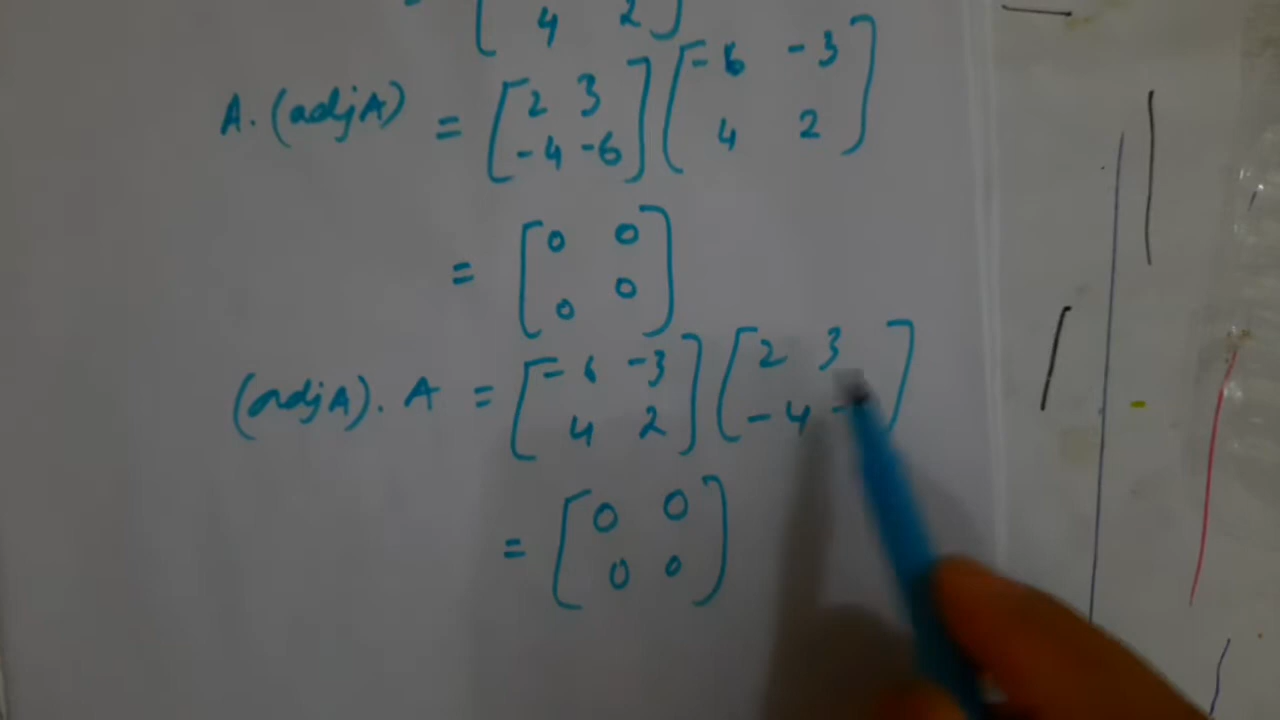 4 2
A. (adjA) = [2 3 -4 -6] [-6 -3 4 2]
= [0 0 0 0]
(adjA). A = [-6 -3 4 2] [2 3 -4 -]
= [0 0 0 0]